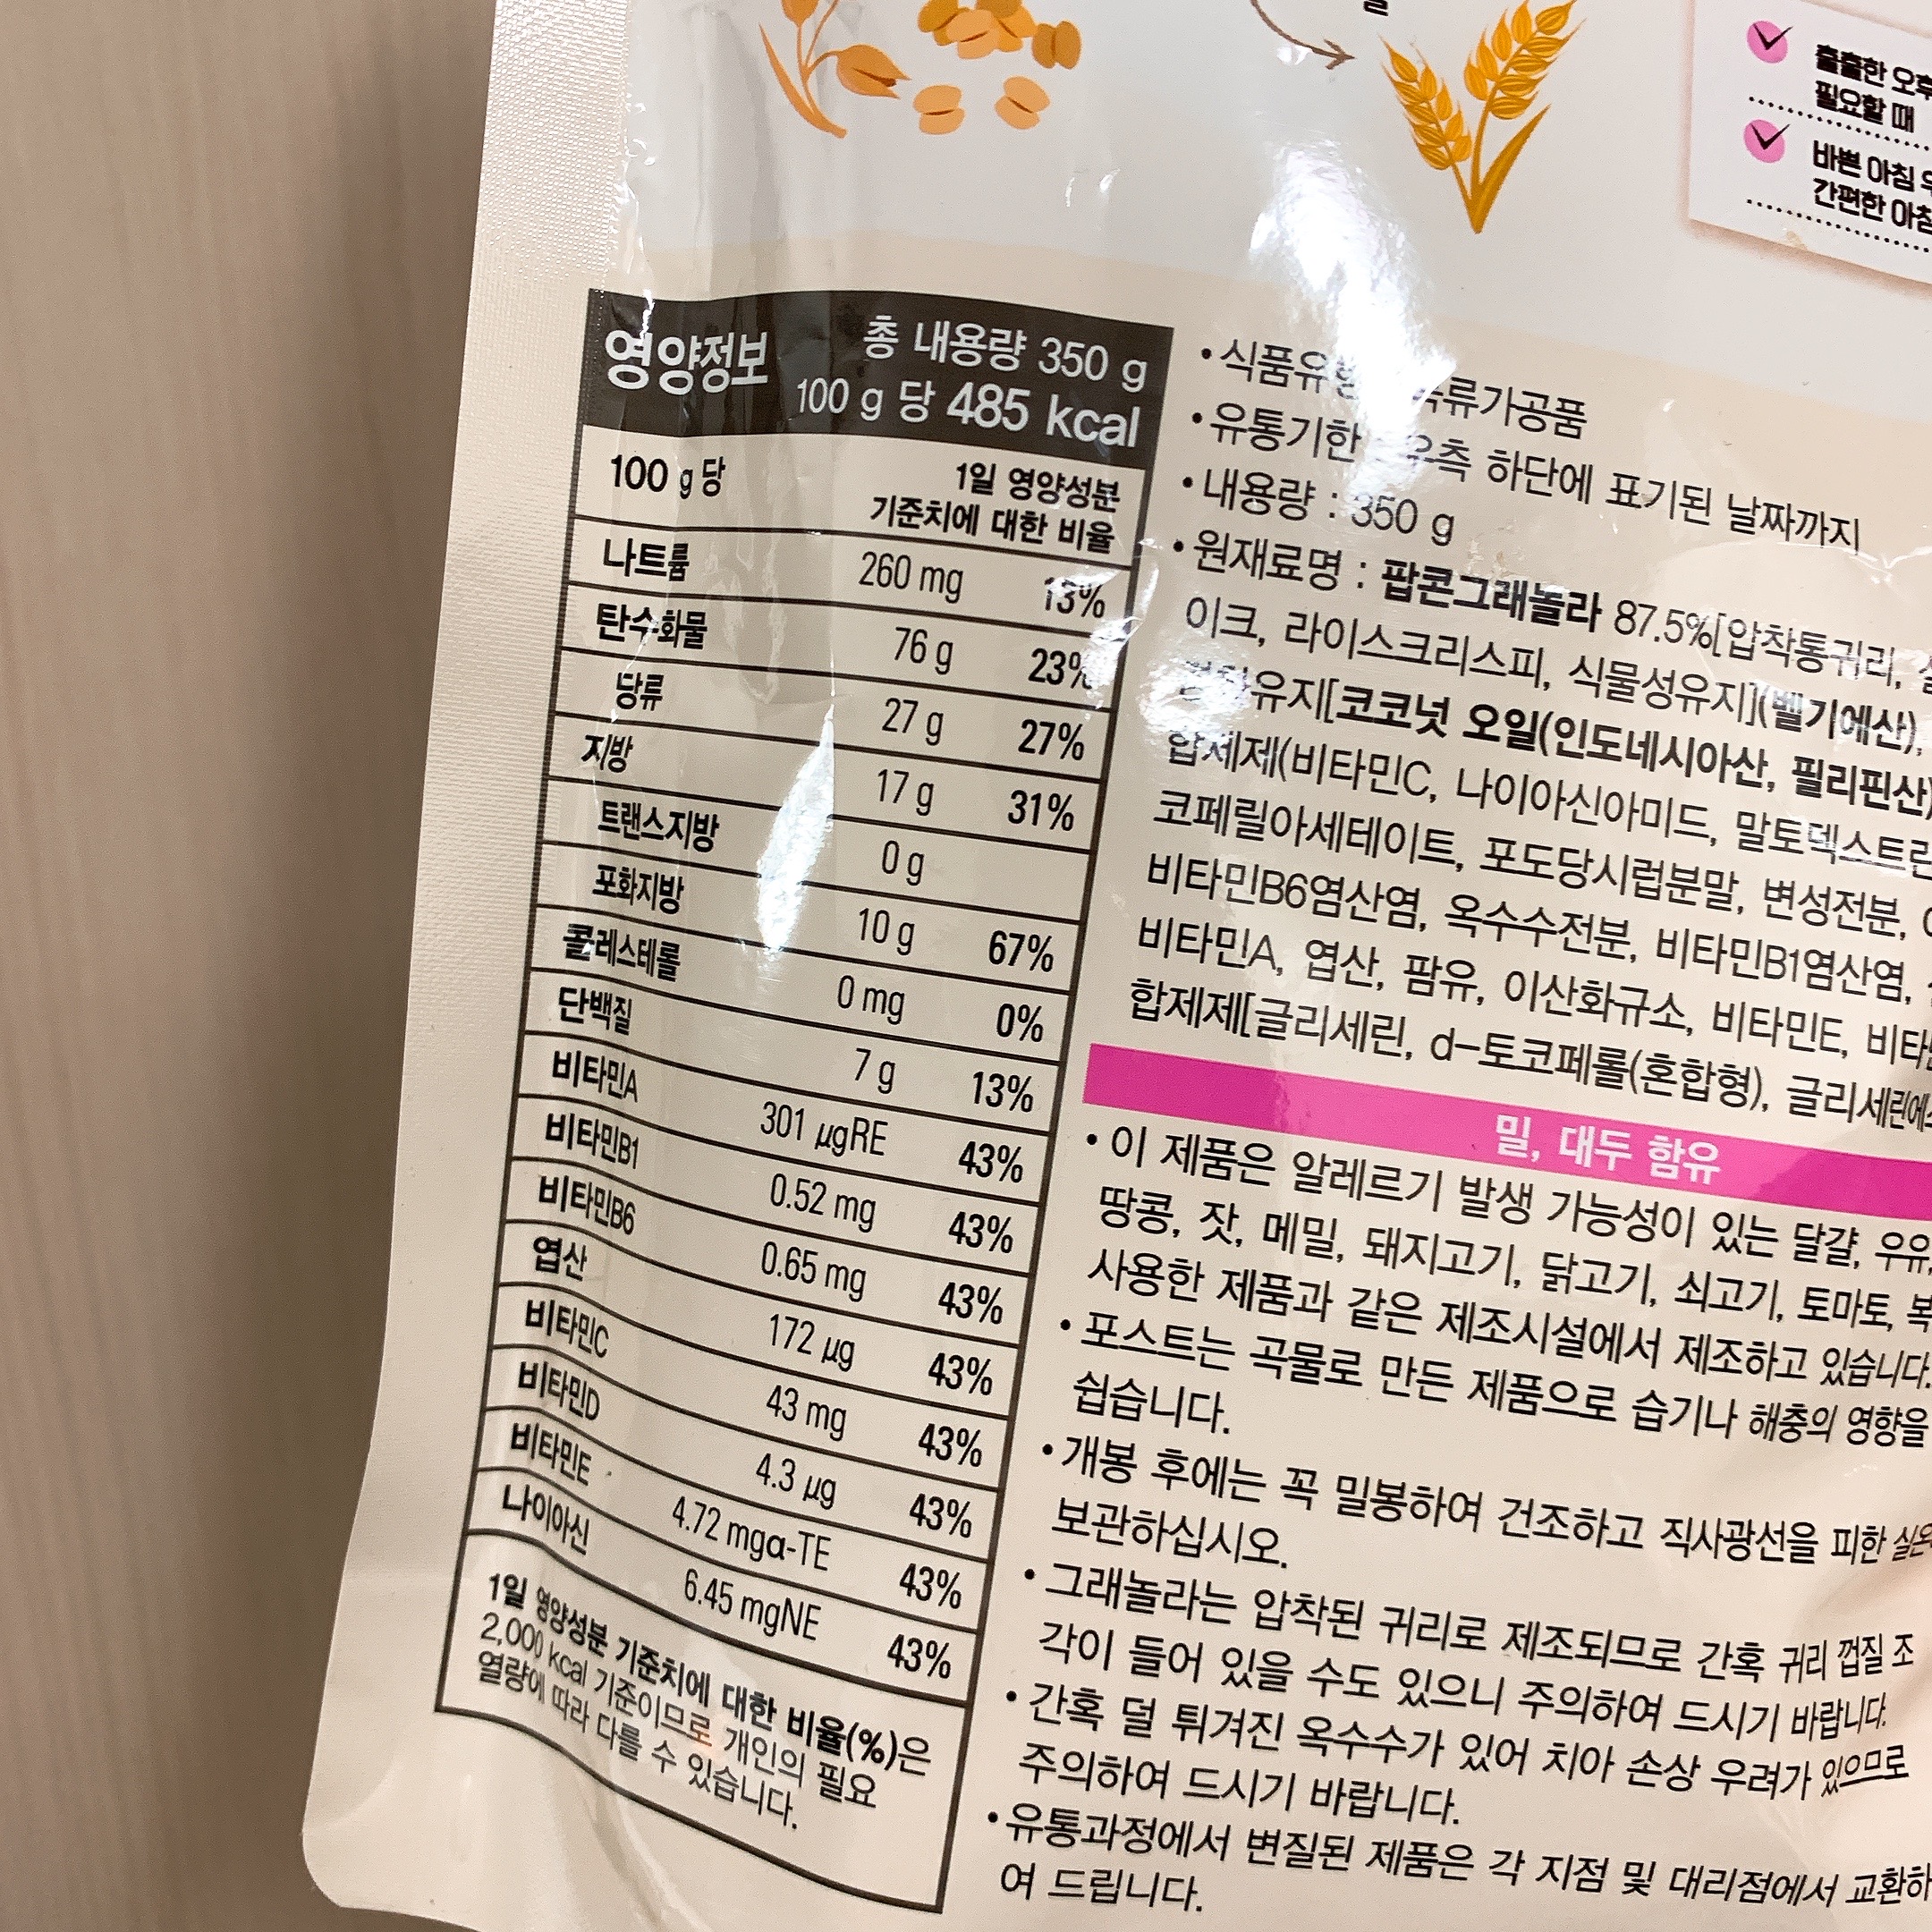 출출한 오후
필요할 때
바쁜 아침
간편한 아침
영양정보
총 내용량 350 g
100 g 당 485 kcal
100 g 당 1일 영양성분
기준치에 대한 비율
나트륨 260 mg 13%
탄수화물 76 g 23%
당류 27 g 27%
지방 17 g 31%
트랜스지방 0 g
포화지방 10 g 67%
콜레스테롤 0 mg 0%
단백질 7 g 13%
비타민A 301 μgRE 43%
비타민B1 0.52 mg 43%
비타민B6 0.65 mg 43%
엽산 172 μg 43%
비타민C 43 mg 43%
비타민D 4.3 μg 43%
비타민E 4.72 mgα-TE 43%
나이아신 6.45 mgNE 43%
1일 영양성분 기준치에 대한 비율(%)은
2,000 kcal 기준이므로 개인의 필요
열량에 따라 다를 수 있습니다.
•유통기한 : 우측 하단에 표기된 날짜까지
•내용량 : 350 g
•원재료명 : 팝콘그래놀라 87.5%[압착통귀리,
이크, 라이스크리스피, 식물성유지](벨기에산),
[코코넛 오일(인도네시아산, 필리핀산)
합제제(비타민C, 나이아신아미드, 말토덱스트린
코페릴아세테이트, 포도당시럽분말, 변성전분,
비타민B6염산염, 옥수수전분, 비타민B1염산염,
비타민A, 엽산, 팜유, 이산화규소, 비타민E,
합제제[글리세린, d-토코페롤(혼합형),
밀, 대두 함유
•이 제품은 알레르기 발생 가능성이 있는 달걀, 우유,
땅콩, 잣, 메밀, 돼지고기, 닭고기, 쇠고기, 토마토,
사용한 제품과 같은 제조시설에서 제조하고 있습니다.
•포스트는 곡물로 만든 제품으로 습기나 해충의 영향을
쉽습니다.
•개봉 후에는 꼭 밀봉하여 건조하고 직사광선을 피한
보관하십시오.
•그래놀라는 압착된 귀리로 제조되므로 간혹 귀리 껍질 조
각이 들어 있을 수도 있으니 주의하여 드시기 바랍니다.
•간혹 덜 튀겨진 옥수수가 있어 치아 손상 우려가 있으므로
주의하여 드시기 바랍니다.
•유통과정에서 변질된 제품은 각 지점 및 대리점에서 교환하
여 드립니다.